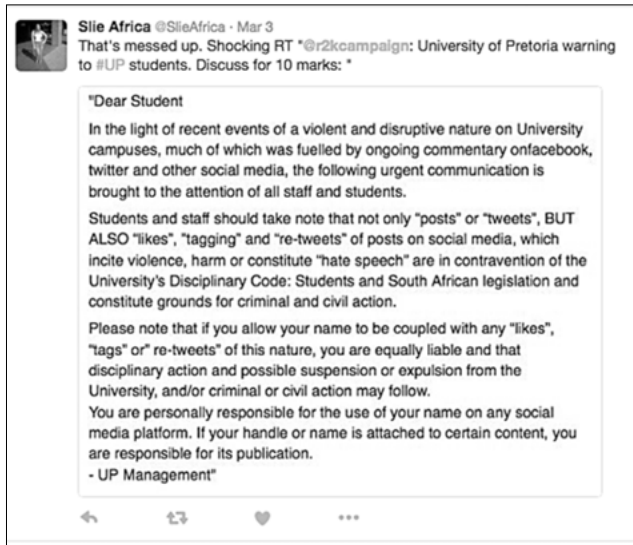 Slie Africa @SlieAfrica · Mar 3
That's messed up. Shocking RT "@r2kcampaign: University of Pretoria warning
to #UP students. Discuss for 10 marks: "
"Dear Student
In the light of recent events of a violent and disruptive nature on University
campuses, much of which was fuelled by ongoing commentary onfacebook,
twitter and other social media, the following urgent communication is
brought to the attention of all staff and students.
Students and staff should take note that not only "posts" or "tweets", BUT
ALSO "likes", "tagging" and "re-tweets" of posts on social media, which
incite violence, harm or constitute "hate speech" are in contravention of the
University's Disciplinary Code: Students and South African legislation and
constitute grounds for criminal and civil action.
Please note that if you allow your name to be coupled with any "likes",
"tags" or" re-tweets" of this nature, you are equally liable and that
disciplinary action and possible suspension or expulsion from the
University, and/or criminal or civil action may follow.
You are personally responsible for the use of your name on any social
media platform. If your handle or name is attached to certain content, you
are responsible for its publication.
- UP Management"